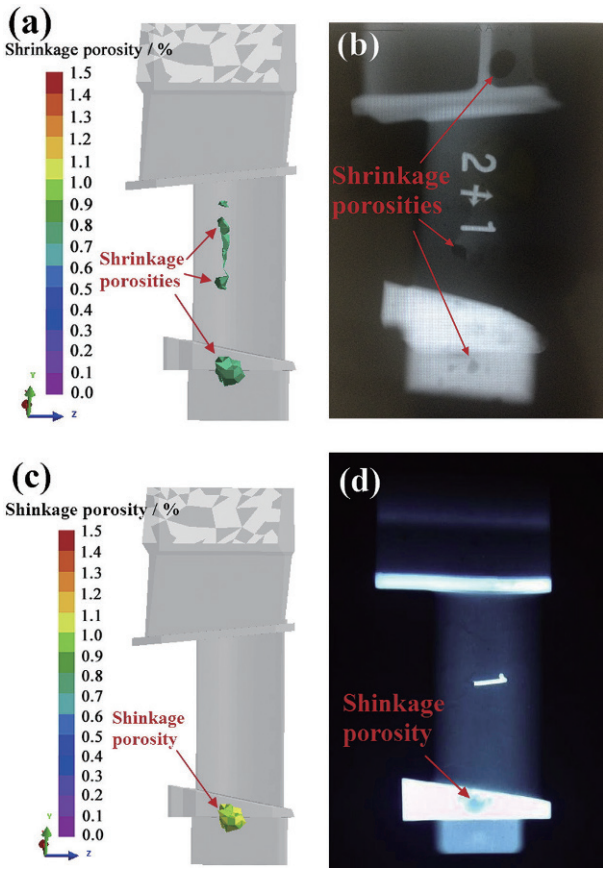 (a)
Shrinkage porosity / %
1.5
1.4
1.3
1.2
1.1
1.0
0.9
0.8
0.7
0.6
0.5
0.4
0.3
0.2
0.1
0.0
Shrinkage
porosities
Y
Z
(b)
2+1
Shrinkage
porosities
(c)
Shinkage porosity / %
1.5
1.4
1.3
1.2
1.1
1.0
0.9
0.8
0.7
0.6
0.5
0.4
0.3
0.2
0.1
0.0
Shinkage
porosity
Y
Z
(d)
1
Shinkage
porosity